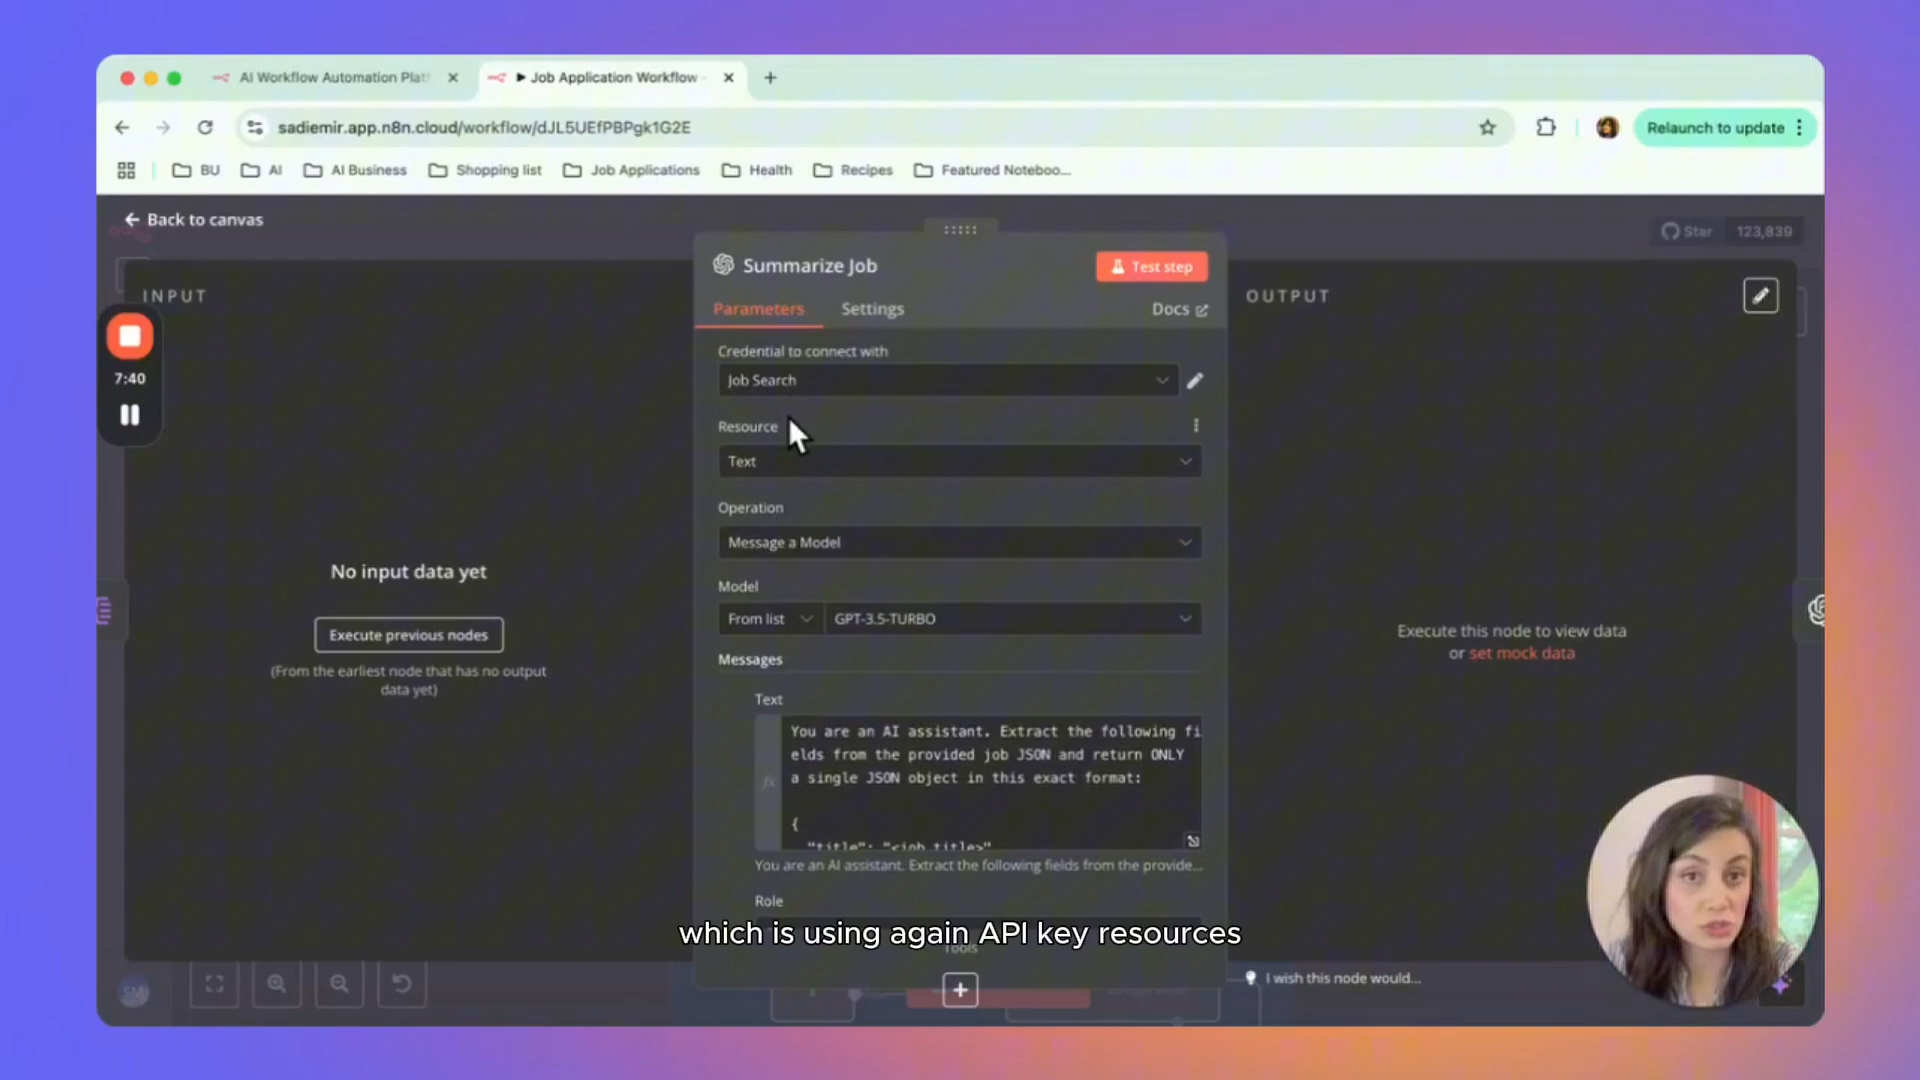 AI Workflow Automation Plat
Job Application Workflow -
sadiemir.app.n8n.cloud/workflow/dJL5UEfPBPgk1G2E
Relaunch to update
BU
AI
AI Business
Shopping list
Job Applications
Health
Recipes
Featured Noteboo...
Back to canvas
Star
123,839
INPUT
Summarize Job
Test step
OUTPUT
Parameters
Settings
Docs
7:40
Credential to connect with
Job Search
Resource
Text
Operation
Message a Model
Model
From list
GPT-3.5-TURBO
No input data yet
Execute previous nodes
(From the earliest node that has no output
data yet)
Execute this node to view data
or set mock data
Messages
Text
fx
You are an AI assistant. Extract the following fi
elds from the provided job JSON and return ONLY
a single JSON object in this exact format:
{
"title": "<job title>"
You are an AI assistant. Extract the following fields from the provide...
Role
which is using again API key resources
Tools
I wish this node would...
SM